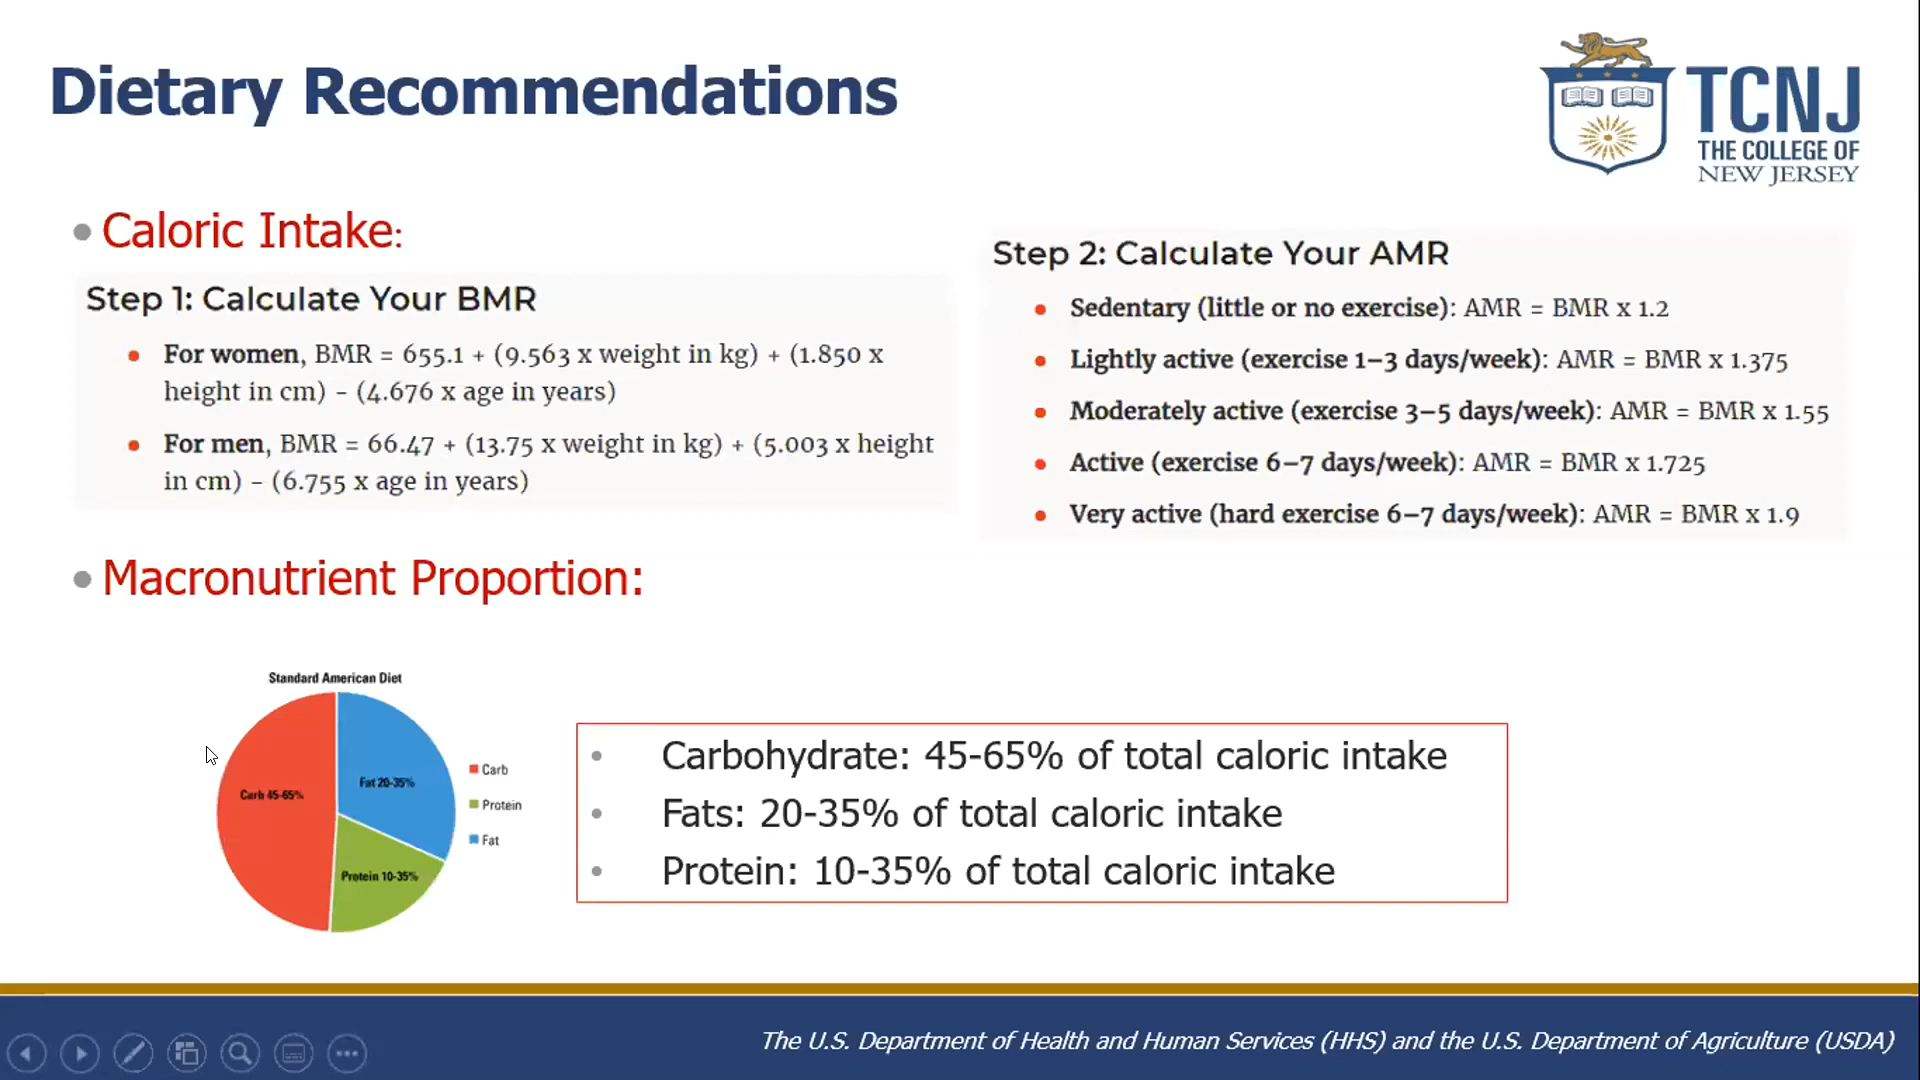 Dietary Recommendations
TCNJ
THE COLLEGE OF
NEW JERSEY
• Caloric Intake:
Step 1: Calculate Your BMR
• For women, BMR = 655.1 + (9.563 x weight in kg) + (1.850 x
height in cm) – (4.676 x age in years)
• For men, BMR = 66.47 + (13.75 x weight in kg) + (5.003 x height
in cm) – (6.755 x age in years)
Step 2: Calculate Your AMR
• Sedentary (little or no exercise): AMR = BMR x 1.2
• Lightly active (exercise 1–3 days/week): AMR = BMR x 1.375
• Moderately active (exercise 3–5 days/week): AMR = BMR x 1.55
• Active (exercise 6–7 days/week): AMR = BMR x 1.725
• Very active (hard exercise 6–7 days/week): AMR = BMR x 1.9
• Macronutrient Proportion:
Standard American Diet
Carb 45-65%
Fat 20-35%
Protein 10-35%
Carb
Protein
Fat
• Carbohydrate: 45-65% of total caloric intake
• Fats: 20-35% of total caloric intake
• Protein: 10-35% of total caloric intake
The U.S. Department of Health and Human Services (HHS) and the U.S. Department of Agriculture (USDA)